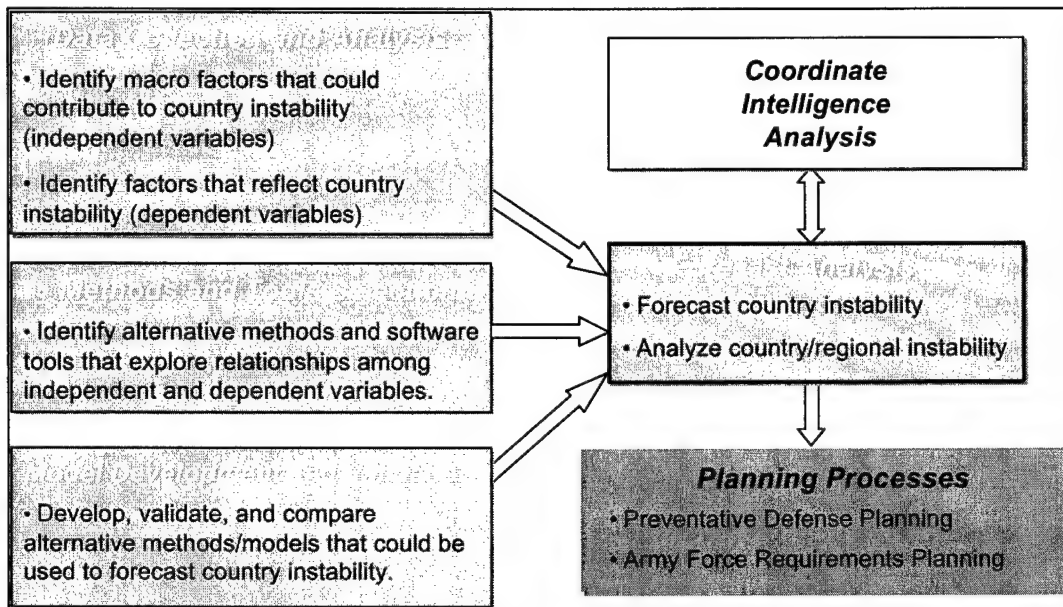 • Identify macro factors that could
contribute to country instability
(independent variables)
• Identify factors that reflect country
instability (dependent variables)
• Identify alternative methods and software
tools that explore relationships among
independent and dependent variables.
• Develop, validate, and compare
alternative methods/models that could be
used to forecast country instability.
Coordinate
Intelligence
Analysis
• Forecast country instability
• Analyze country/regional instability
Planning Processes
• Preventative Defense Planning
• Army Force Requirements Planning